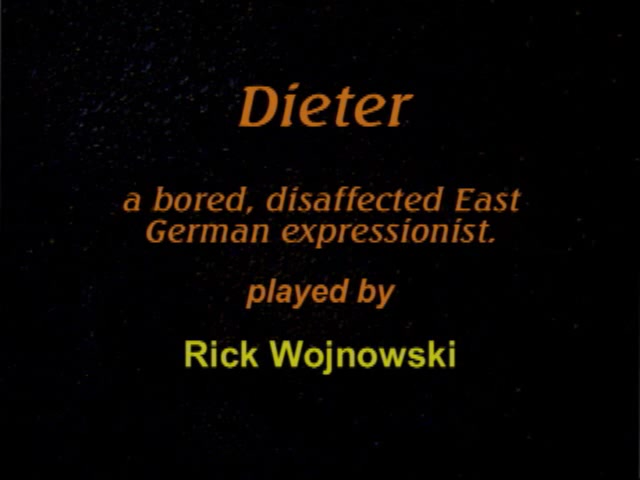 Dieter
a bored, disaffected East
German expressionist.
played by
Rick Wojnowski